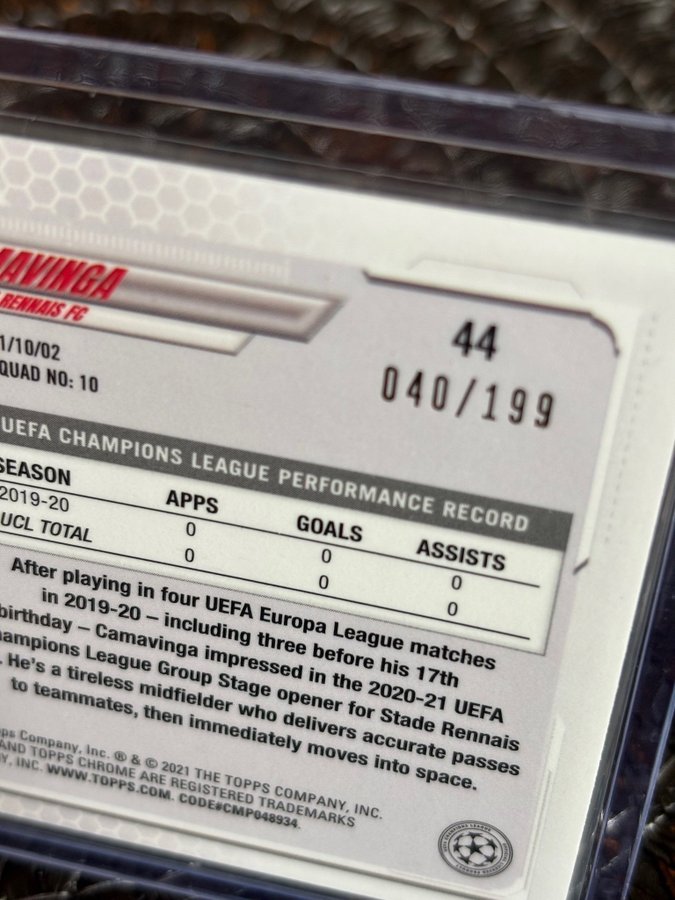 MAVINGA
RENNAIS FC
44
040/199
1/10/02
QUAD NO: 10
UEFA CHAMPIONS LEAGUE PERFORMANCE RECORD
SEASON APPS GOALS ASSISTS
2019-20 0 0 0
UCL TOTAL 0 0 0
After playing in four UEFA Europa League matches
in 2019-20 – including three before his 17th
birthday – Camavinga impressed in the 2020-21 UEFA
hampions League Group Stage opener for Stade Rennais
. He's a tireless midfielder who delivers accurate passes
to teammates, then immediately moves into space.
pps Company, Inc. ® & © 2021 THE TOPPS COMPANY, INC.
AND TOPPS CHROME ARE REGISTERED TRADEMARKS
Y, INC. WWW.TOPPS.COM. CODE#CMP048934.